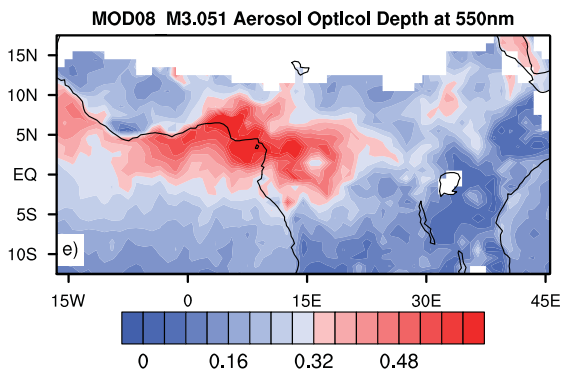 MOD08 M3.051 Aerosol Opticol Depth at 550nm
15N
10N
5N
EQ
5S
10S
e)
15W 0 15E 30E 45E
0 0.16 0.32 0.48